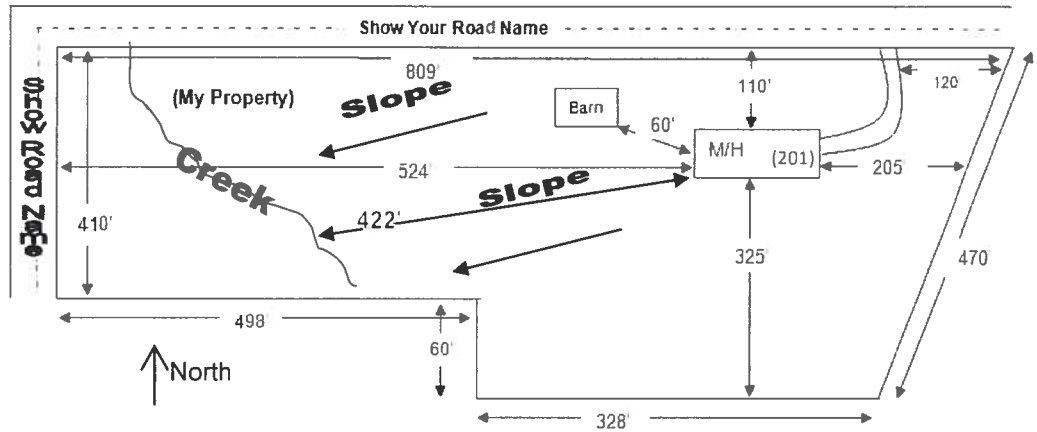 Show Your Road Name
809'
(My Property)
Slope
110'
120'
Barn
60'
M/H
(201)
Show Road Name
Creek
524'
205'
Slope
422'
410'
325'
470'
498'
60'
North
328'